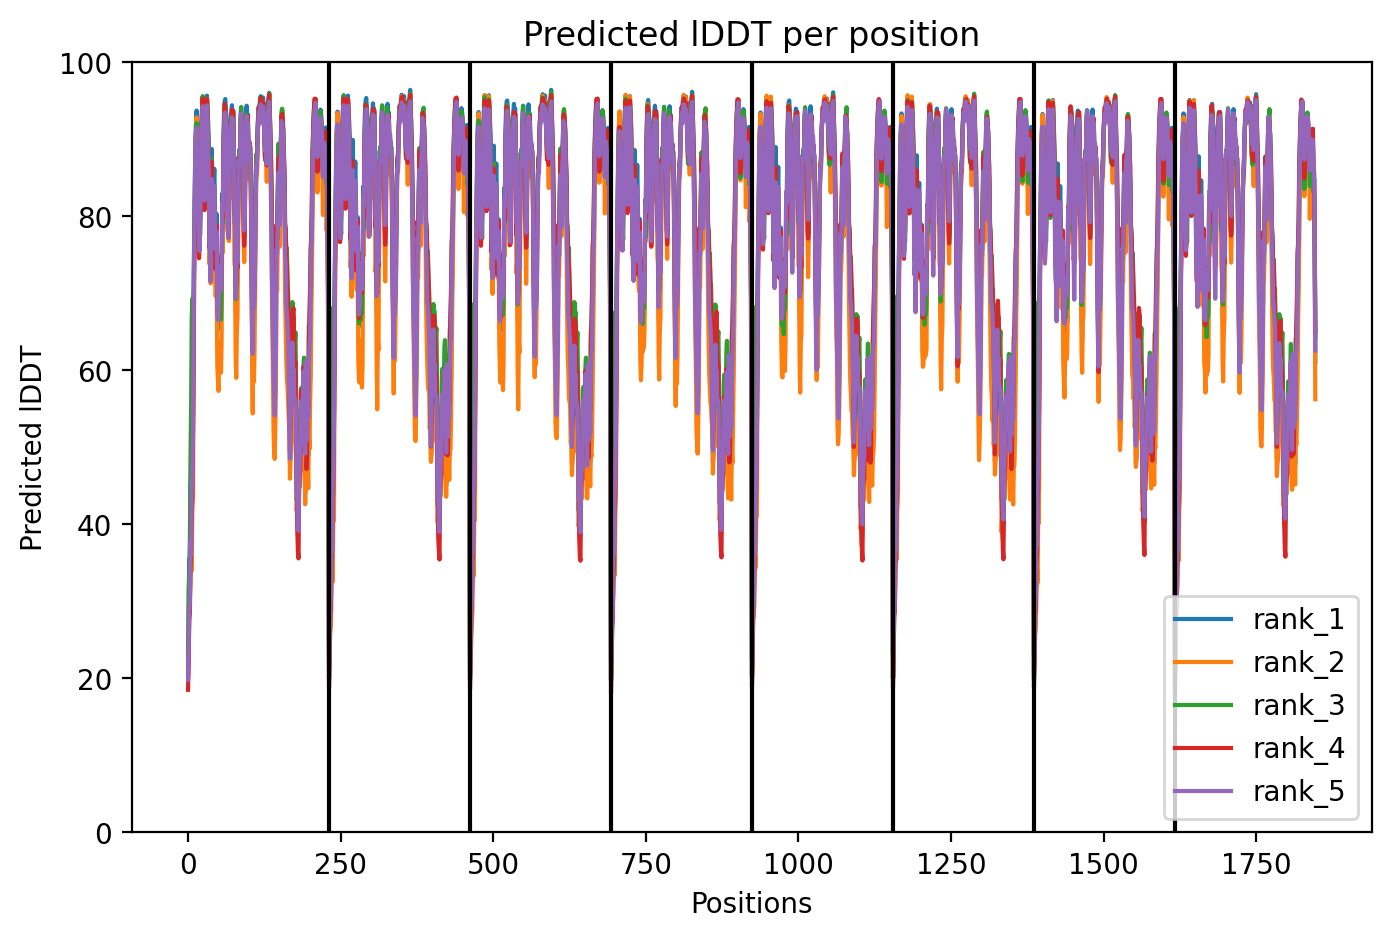 Predicted lDDT per position
100
80
60
40
20
0
Predicted lDDT
0 250 500 750 1000 1250 1500 1750
Positions
rank_1
rank_2
rank_3
rank_4
rank_5